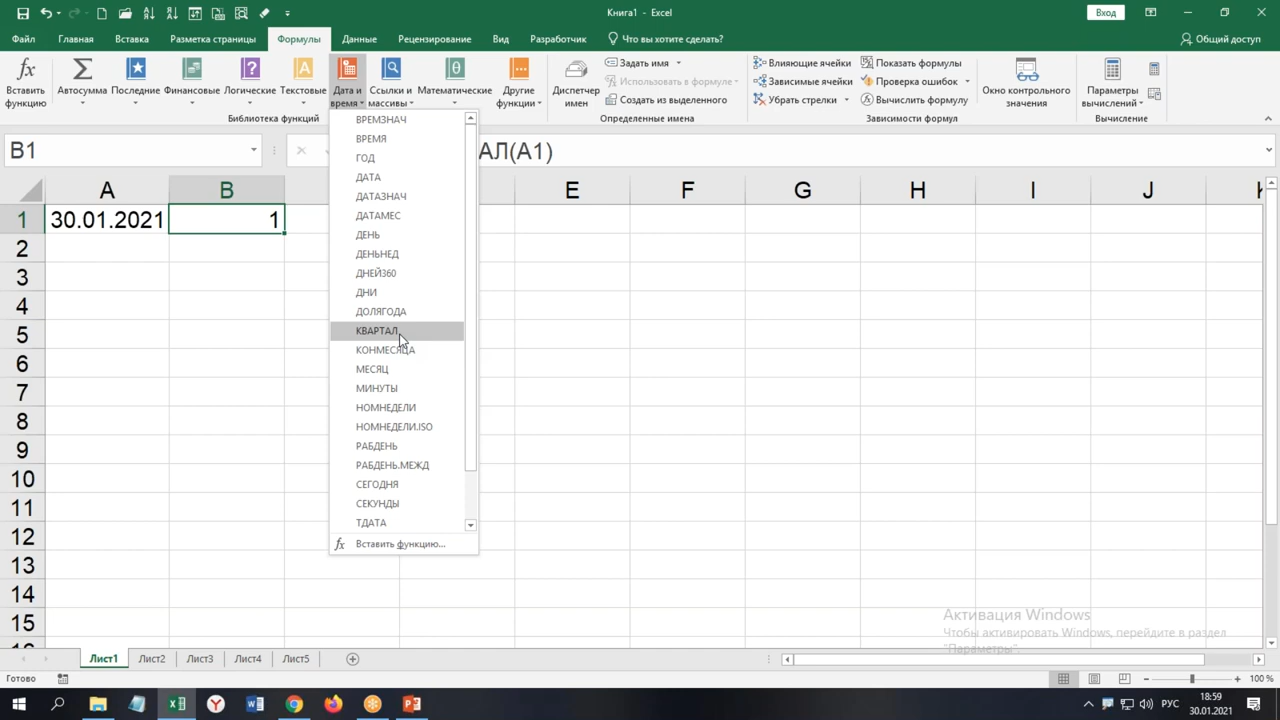 Книга1 - Excel
Вход
Файл
Главная
Вставка
Разметка страницы
Формулы
Данные
Рецензирование
Вид
Разработчик
Что вы хотите сделать?
Общий доступ
Вставить функцию
Автосумма
Последние
Финансовые
Логические
Текстовые
Дата и время
Ссылки и массивы
Математические
Другие функции
Библиотека функций
Диспетчер имен
Задать имя
Использовать в формуле
Создать из выделенного
Определенные имена
Влияющие ячейки
Зависимые ячейки
Убрать стрелки
Показать формулы
Проверка ошибок
Вычислить формулу
Зависимости формул
Окно контрольного значения
Параметры вычислений
Вычисление
B1
АЛ(A1)
ВРЕМЗНАЧ
ВРЕМЯ
ГОД
ДАТА
ДАТАЗНАЧ
ДАТАМЕС
ДЕНЬ
ДЕНЬНЕД
ДНЕЙ360
ДНИ
ДОЛЯГОДА
КВАРТАЛ
КОНМЕСЯЦА
МЕСЯЦ
МИНУТЫ
НОМНЕДЕЛИ
НОМНЕДЕЛИ.ISO
РАБДЕНЬ
РАБДЕНЬ.МЕЖД
СЕГОДНЯ
СЕКУНДЫ
ТДАТА
Вставить функцию...
A B E F G H I J K
1 30.01.2021 1
2
3
4
5
6
7
8
9
10
11
12
13
14
15
16
Активация Windows
Чтобы активировать Windows, перейдите в раздел
"Параметры".
Лист1 Лист2 Лист3 Лист4 Лист5
Готово
100 %
РУС
18:59
30.01.2021